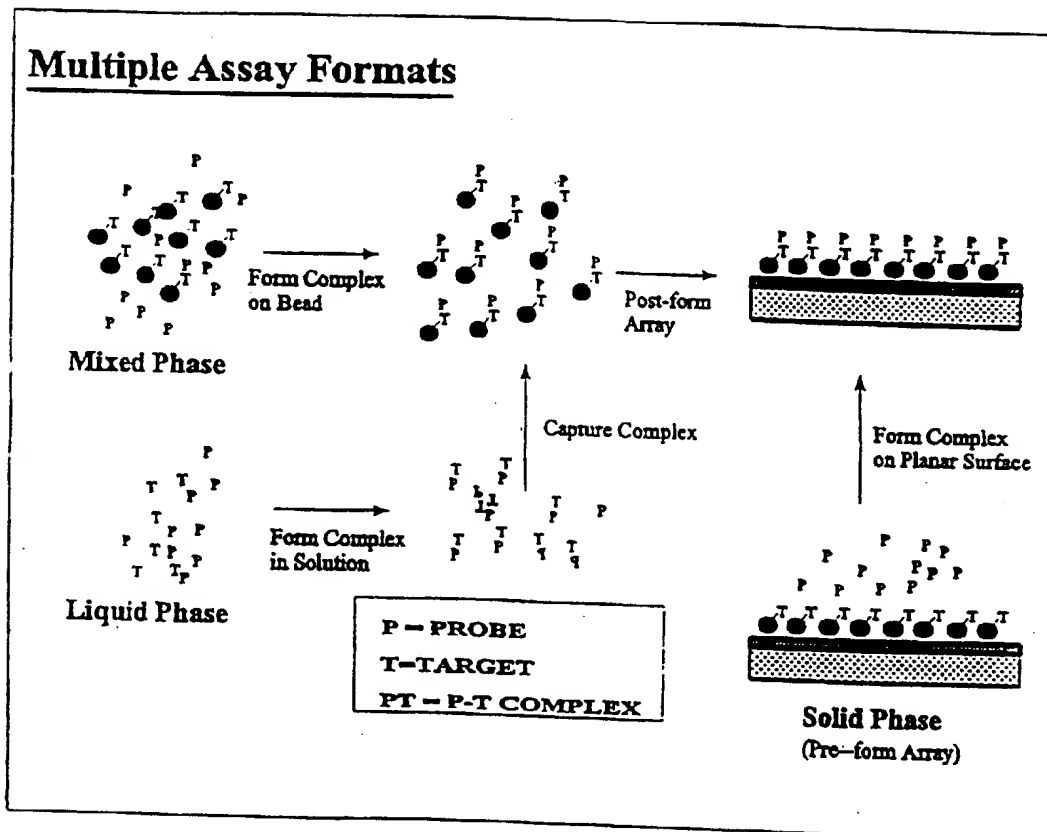 Multiple Assay Formats
Form Complex
on Bead
Post-form
Array
Mixed Phase
Capture Complex
Form Complex
on Planar Surface
Form Complex
in Solution
Liquid Phase
P = PROBE
T=TARGET
PT = P-T COMPLEX
Solid Phase
(Pre-form Array)